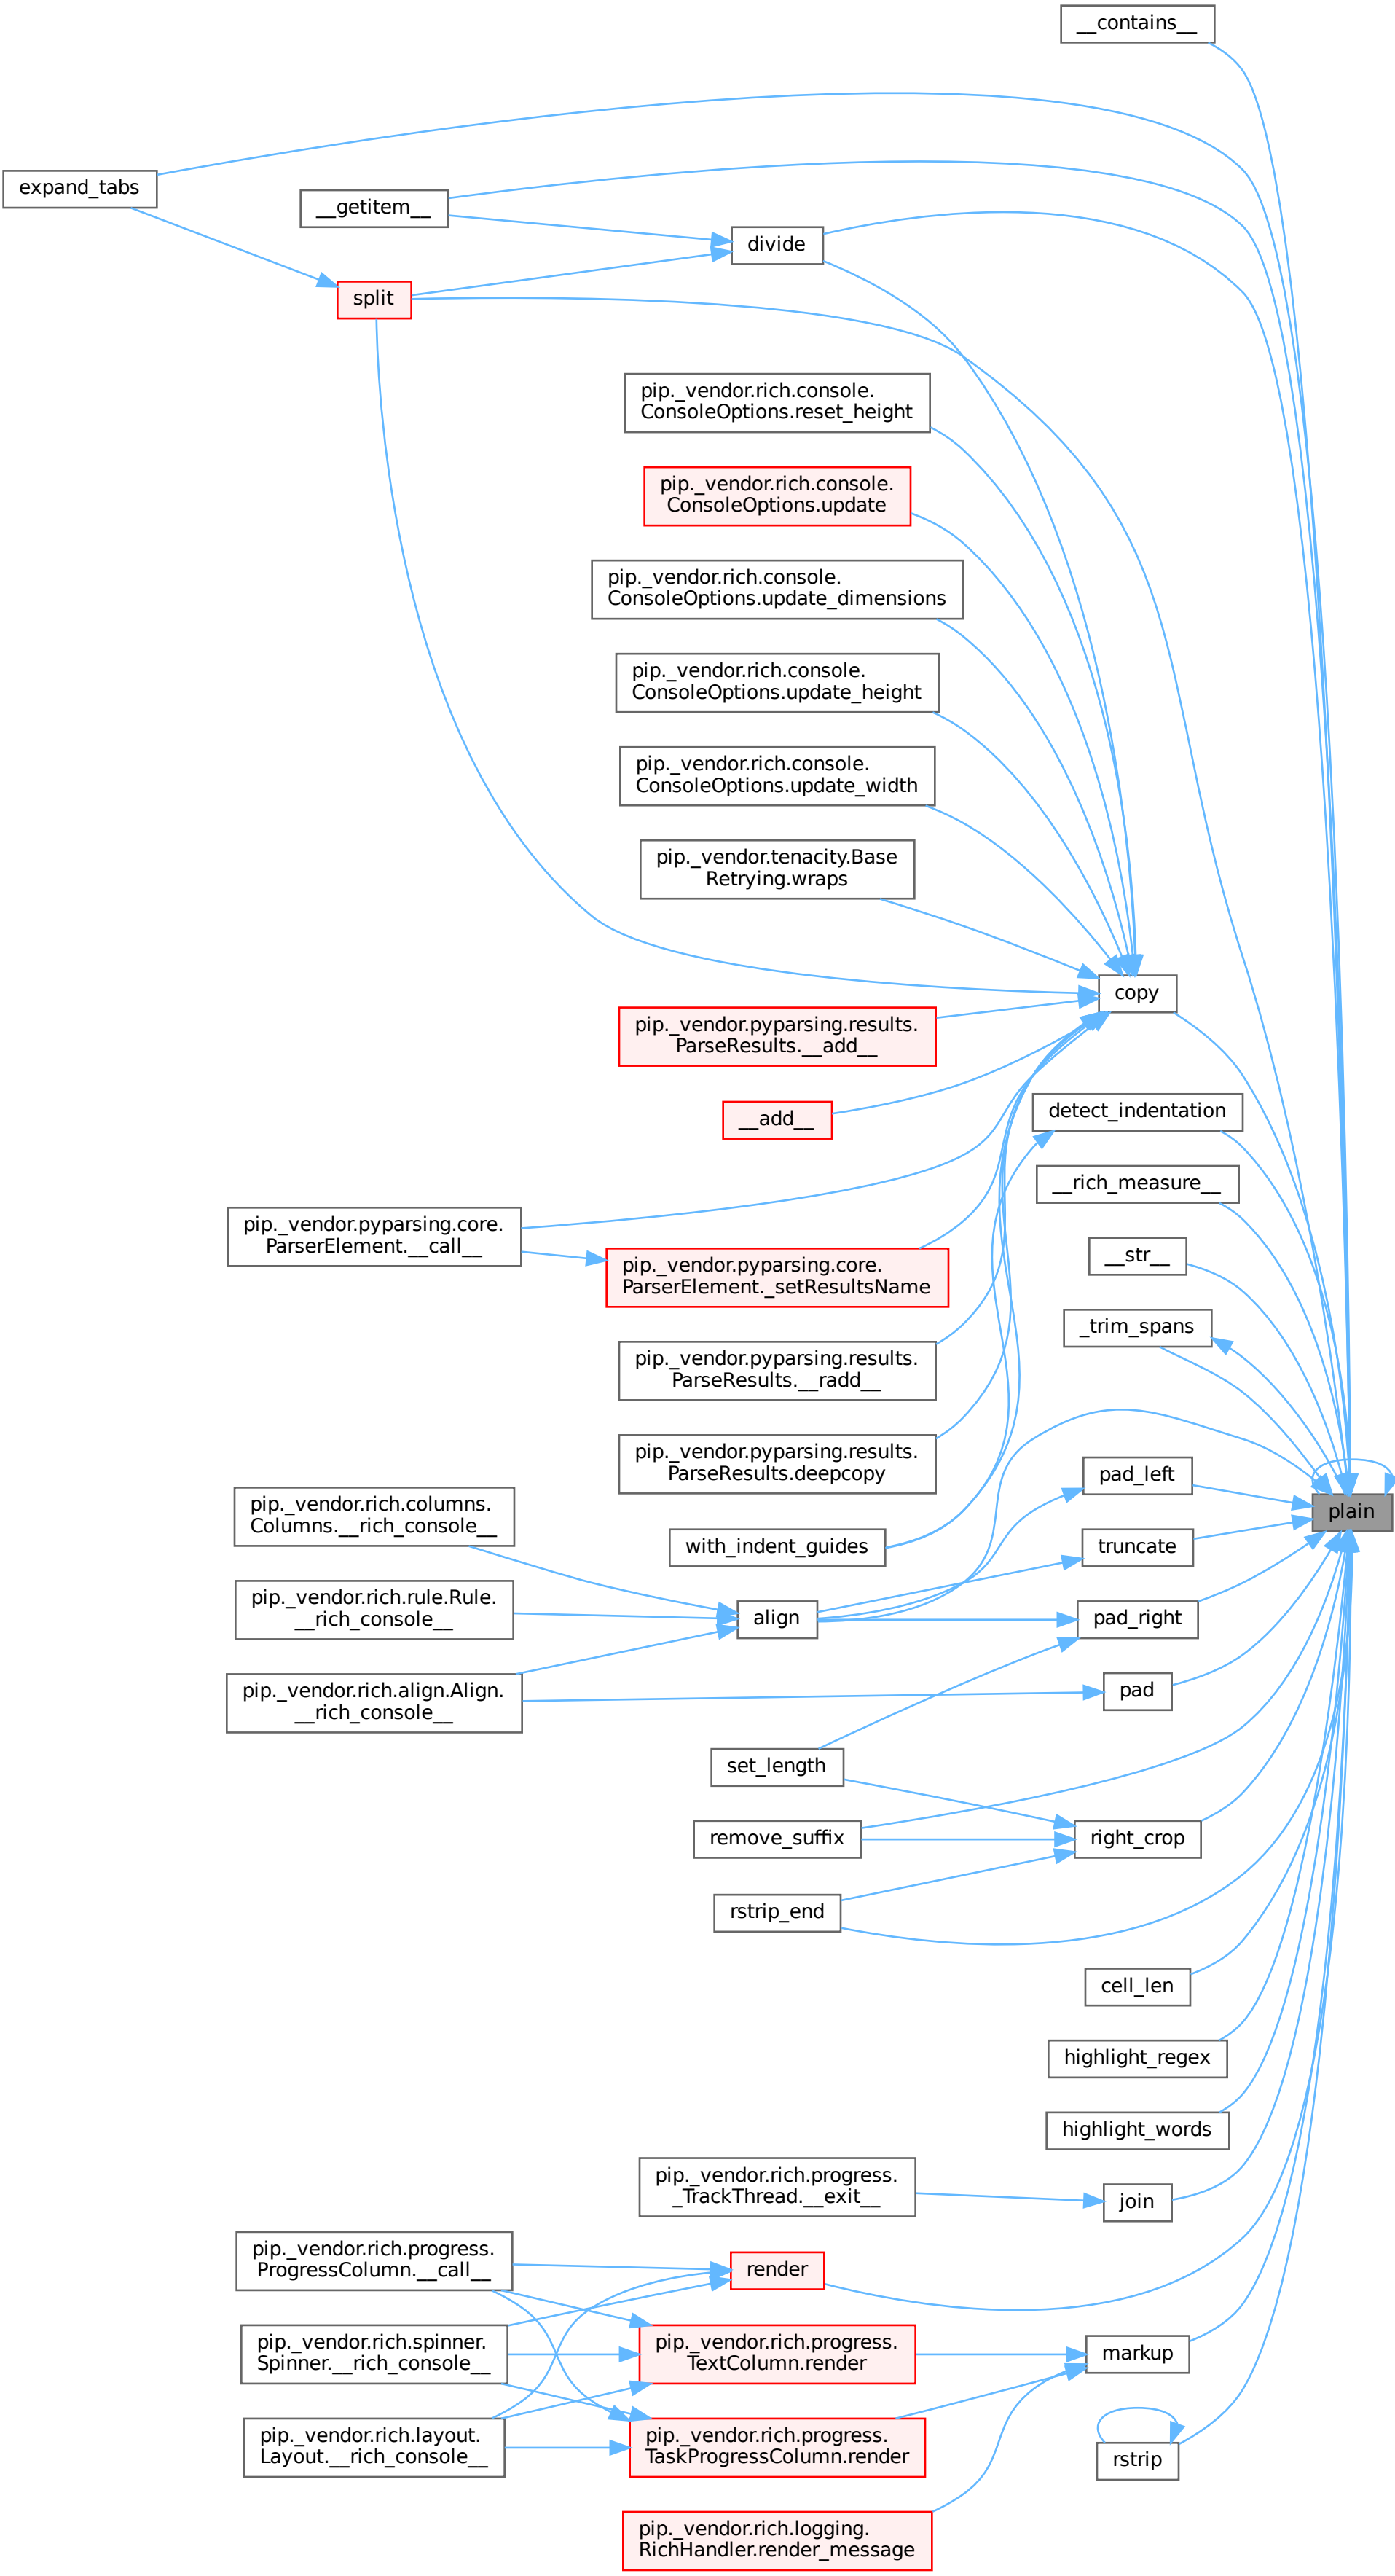 __contains__
expand_tabs
__getitem__
divide
split
pip._vendor.rich.console.
ConsoleOptions.reset_height
pip._vendor.rich.console.
ConsoleOptions.update
pip._vendor.rich.console.
ConsoleOptions.update_dimensions
pip._vendor.rich.console.
ConsoleOptions.update_height
pip._vendor.rich.console.
ConsoleOptions.update_width
pip._vendor.tenacity.Base
Retrying.wraps
copy
pip._vendor.pyparsing.results.
ParseResults.__add__
__add__
detect_indentation
__rich_measure__
pip._vendor.pyparsing.core.
ParserElement.__call__
__str__
pip._vendor.pyparsing.core.
ParserElement._setResultsName
_trim_spans
pip._vendor.pyparsing.results.
ParseResults.__radd__
pip._vendor.pyparsing.results.
ParseResults.deepcopy
pad_left
plain
pip._vendor.rich.columns.
Columns.__rich_console__
with_indent_guides
truncate
pip._vendor.rich.rule.Rule.
__rich_console__
align
pad_right
pip._vendor.rich.align.Align.
__rich_console__
pad
set_length
remove_suffix
right_crop
rstrip_end
cell_len
highlight_regex
highlight_words
pip._vendor.rich.progress.
_TrackThread.__exit__
join
pip._vendor.rich.progress.
ProgressColumn.__call__
render
pip._vendor.rich.spinner.
Spinner.__rich_console__
pip._vendor.rich.progress.
TextColumn.render
markup
pip._vendor.rich.layout.
Layout.__rich_console__
pip._vendor.rich.progress.
TaskProgressColumn.render
rstrip
pip._vendor.rich.logging.
RichHandler.render_message